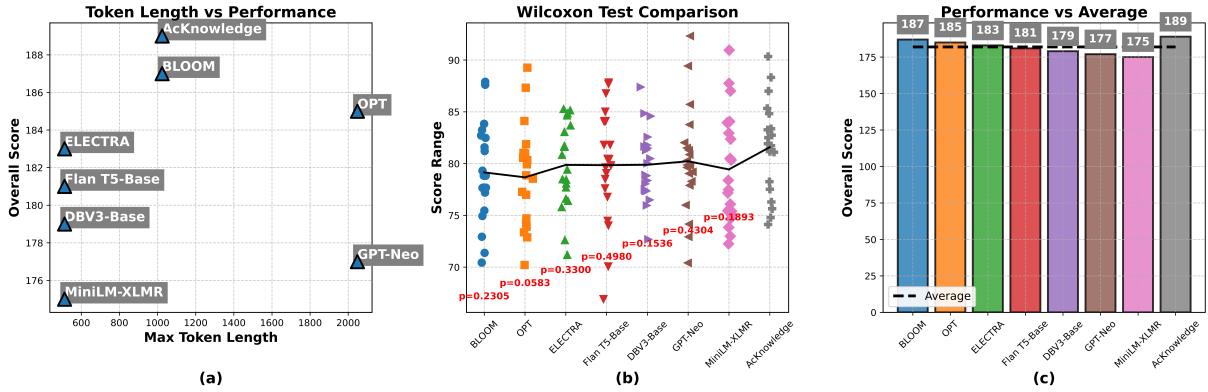 Token Length vs Performance
AcKnowledge
BLOOM
OPT
ELECTRA
Flan T5-Base
DBV3-Base
GPT-Neo
MiniLM-XLMR
188
186
184
182
180
178
176
Overall Score
600 800 1000 1200 1400 1600 1800 2000
Max Token Length
(a)
Wilcoxon Test Comparison
90
85
80
75
70
Score Range
p=0.2305
p=0.0583
p=0.3300
p=0.4980
p=0.1536
p=0.4304
p=0.1893
BLOOM
OPT
ELECTRA
Flan T5-Base
DBV3-Base
GPT-Neo
MiniLM-XLMR
AcKnowledge
(b)
Performance vs Average
187 185 183 181 179 177 175 189
175
150
125
100
75
50
25
0
Overall Score
Average
BLOOM
OPT
ELECTRA
Flan T5-Base
DBV3-Base
GPT-Neo
MiniLM-XLMR
AcKnowledge
(c)